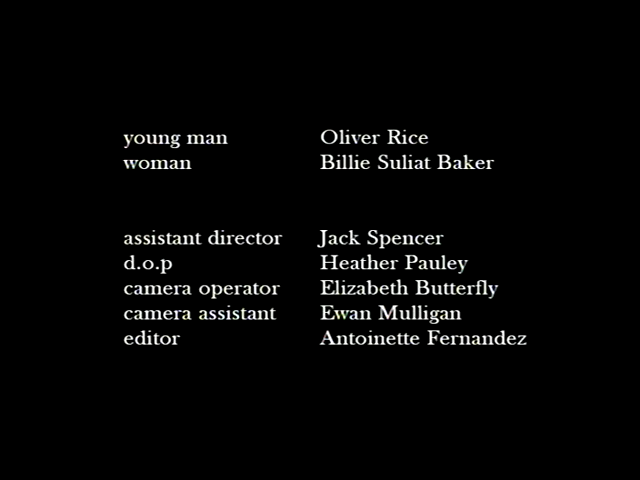 young man Oliver Rice
woman Billie Suliat Baker
assistant director Jack Spencer
d.o.p Heather Pauley
camera operator Elizabeth Butterfly
camera assistant Ewan Mulligan
editor Antoinette Fernandez